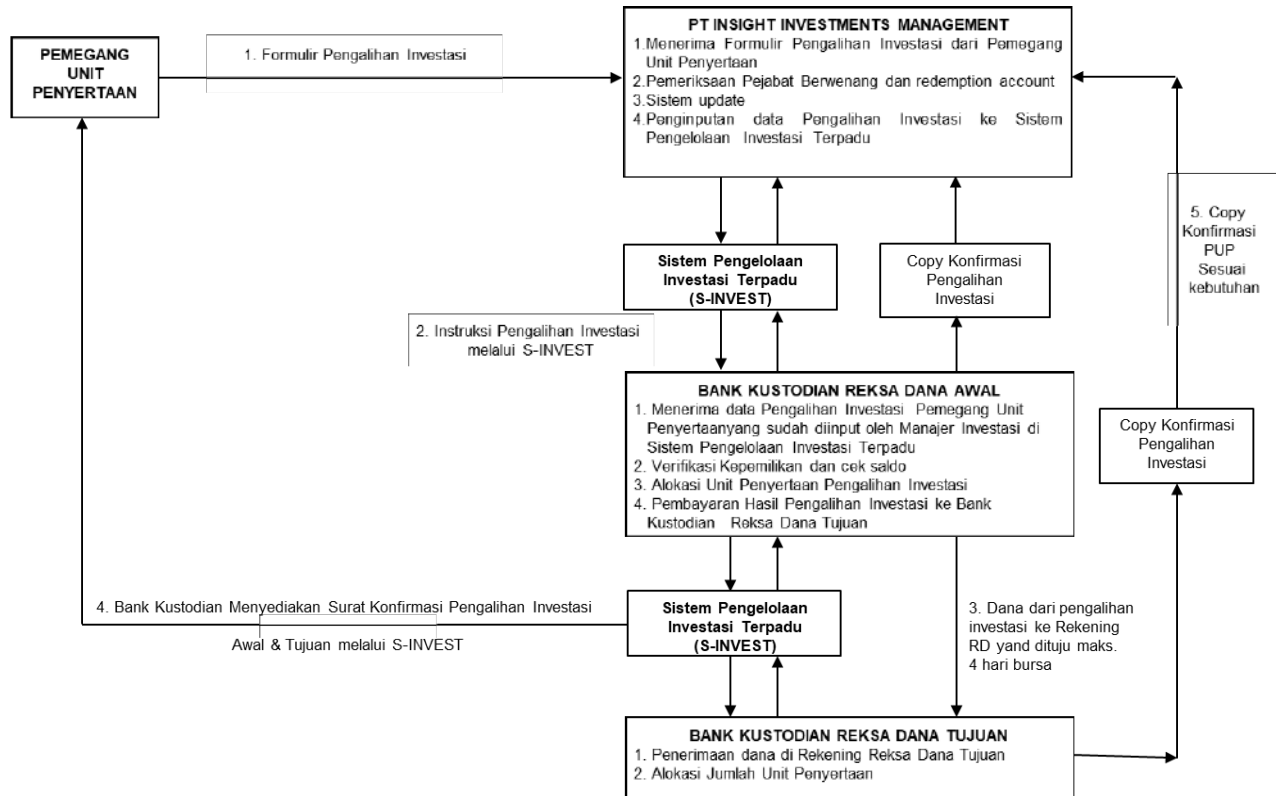 PT INSIGHT INVESTMENTS MANAGEMENT
1.Menerima Formulir Pengalihan Investasi dari Pemegang
Unit Penyertaan
2.Pemeriksaan Pejabat Berwenang dan redemption account
3.Sistem update
4.Penginputan data Pengalihan Investasi ke Sistem
Pengelolaan Investasi Terpadu
PEMEGANG
UNIT
PENYERTAAN
1. Formulir Pengalihan Investasi
5. Copy
Konfirmasi
PUP
Sesuai
kebutuhan
Sistem Pengelolaan
Investasi Terpadu
(S-INVEST)
Copy Konfirmasi
Pengalihan
Investasi
2. Instruksi Pengalihan Investasi
melalui S-INVEST
BANK KUSTODIAN REKSA DANA AWAL
1. Menerima data Pengalihan Investasi Pemegang Unit
Penyertaanyang sudah diinput oleh Manajer Investasi di
Sistem Pengelolaan Investasi Terpadu
2. Verifikasi Kepemilikan dan cek saldo
3. Alokasi Unit Penyertaan Pengalihan Investasi
4. Pembayaran Hasil Pengalihan Investasi ke Bank
Kustodian Reksa Dana Tujuan
Copy Konfirmasi
Pengalihan
Investasi
4. Bank Kustodian Menyediakan Surat Konfirmasi Pengalihan Investasi
Awal & Tujuan melalui S-INVEST
Sistem Pengelolaan
Investasi Terpadu
(S-INVEST)
3. Dana dari pengalihan
investasi ke Rekening
RD yand dituju maks.
4 hari bursa
BANK KUSTODIAN REKSA DANA TUJUAN
1. Penerimaan dana di Rekening Reksa Dana Tujuan
2. Alokasi Jumlah Unit Penyertaan